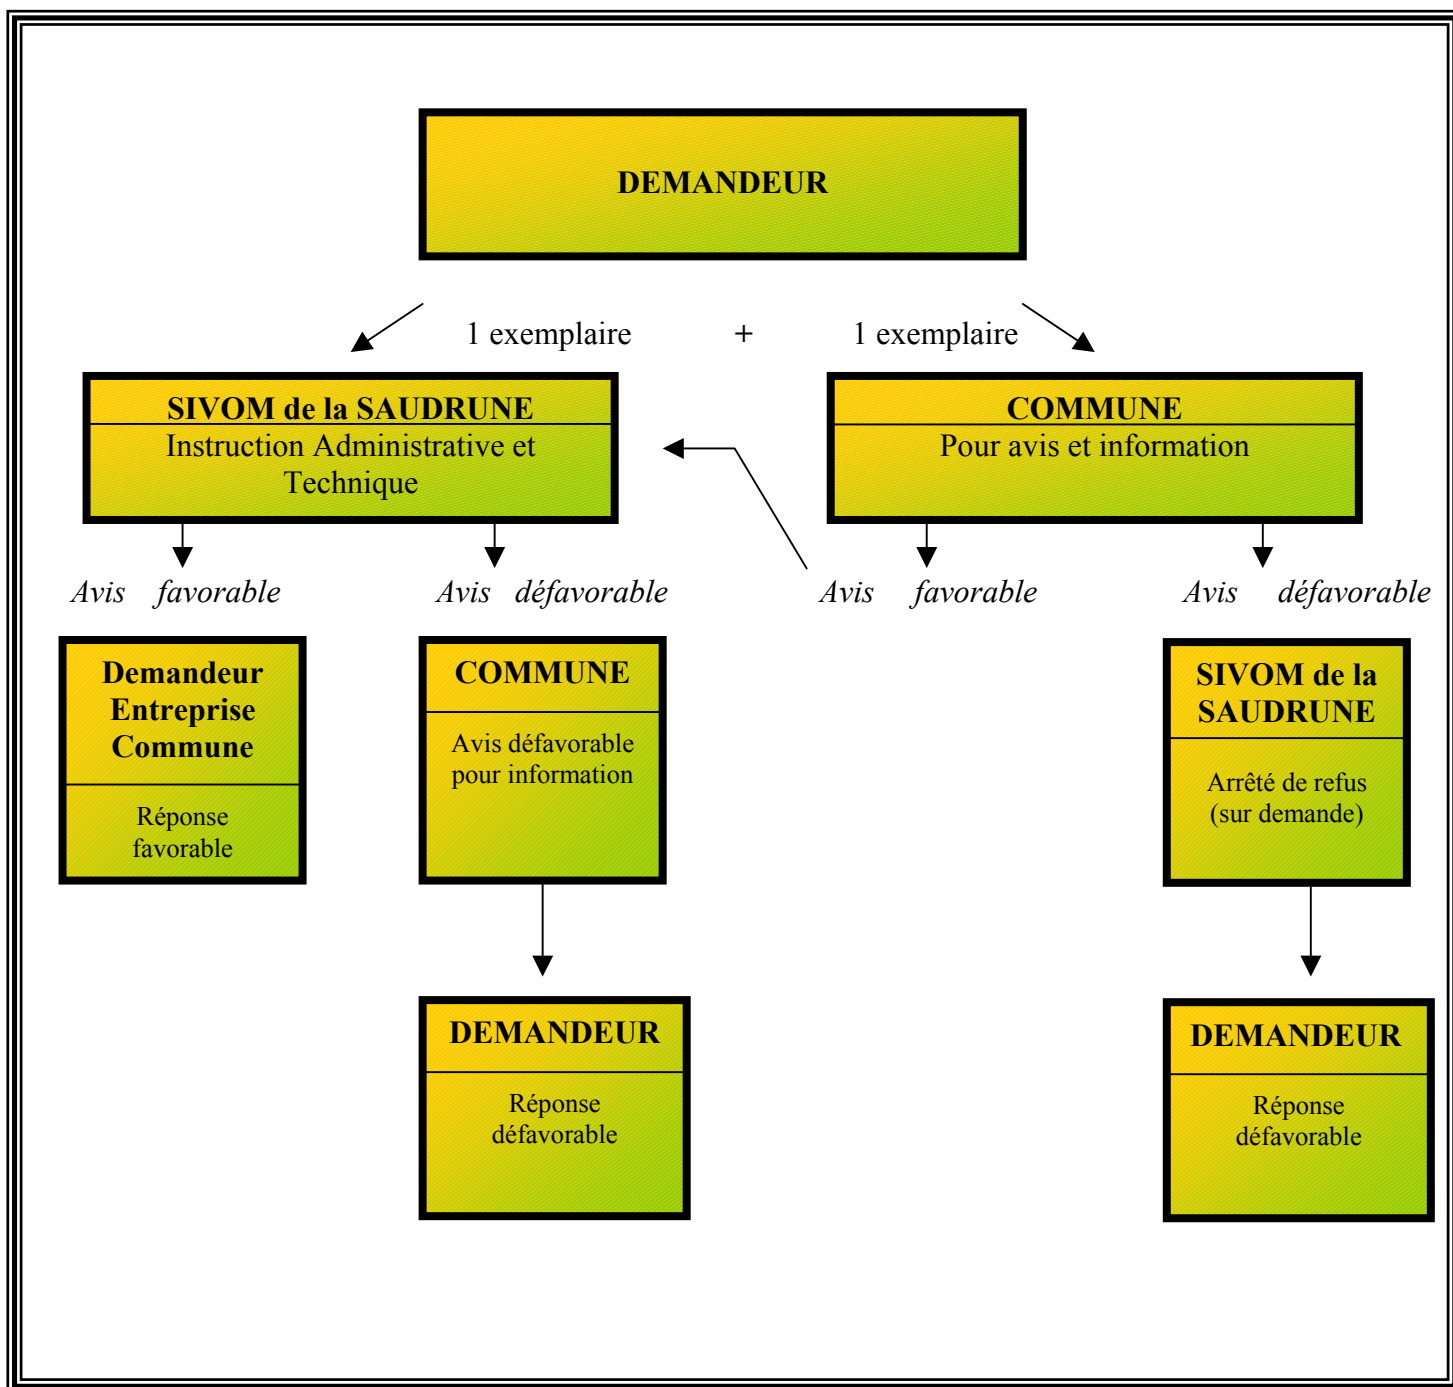 DEMANDEUR
1 exemplaire + 1 exemplaire
SIVOM de la SAUDRUNE
Instruction Administrative et
Technique
COMMUNE
Pour avis et information
Avis favorable
Avis défavorable
Avis favorable
Avis défavorable
Demandeur
Entreprise
Commune
Réponse
favorable
COMMUNE
Avis défavorable
pour information
SIVOM de la
SAUDRUNE
Arrêté de refus
(sur demande)
DEMANDEUR
Réponse
défavorable
DEMANDEUR
Réponse
défavorable